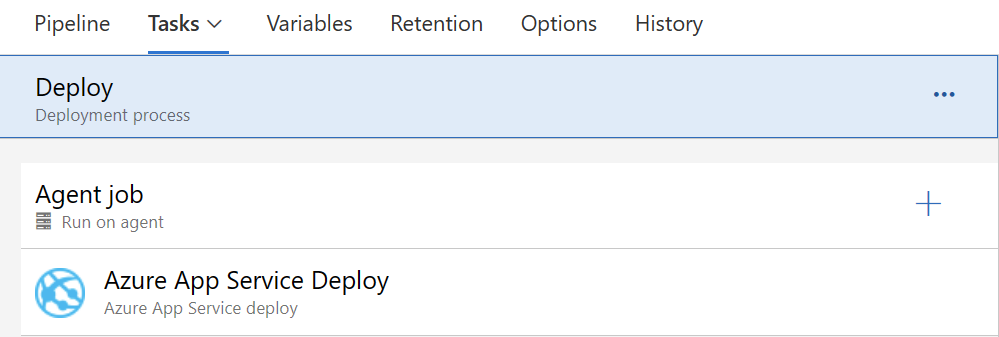 Pipeline Tasks Variables Retention Options History
Deploy
Deployment process
Agent job
Run on agent
Azure App Service Deploy
Azure App Service deploy